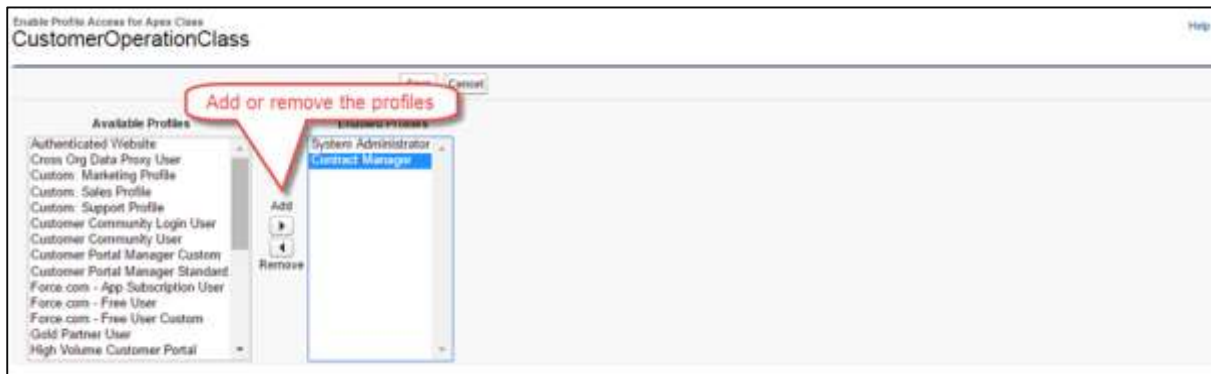 Enable Profile Access for Apex Class
CustomerOperationClass
Help
Save Cancel
Add or remove the profiles
Available Profiles
Enabled Profiles
Authenticated Website
Cross Org Data Proxy User
Custom: Marketing Profile
Custom: Sales Profile
Custom: Support Profile
Customer Community Login User
Customer Community User
Customer Portal Manager Custom
Customer Portal Manager Standard
Force.com - App Subscription User
Force.com - Free User
Force.com - Free User Custom
Gold Partner User
High Volume Customer Portal
Add
Remove
System Administrator
Contract Manager